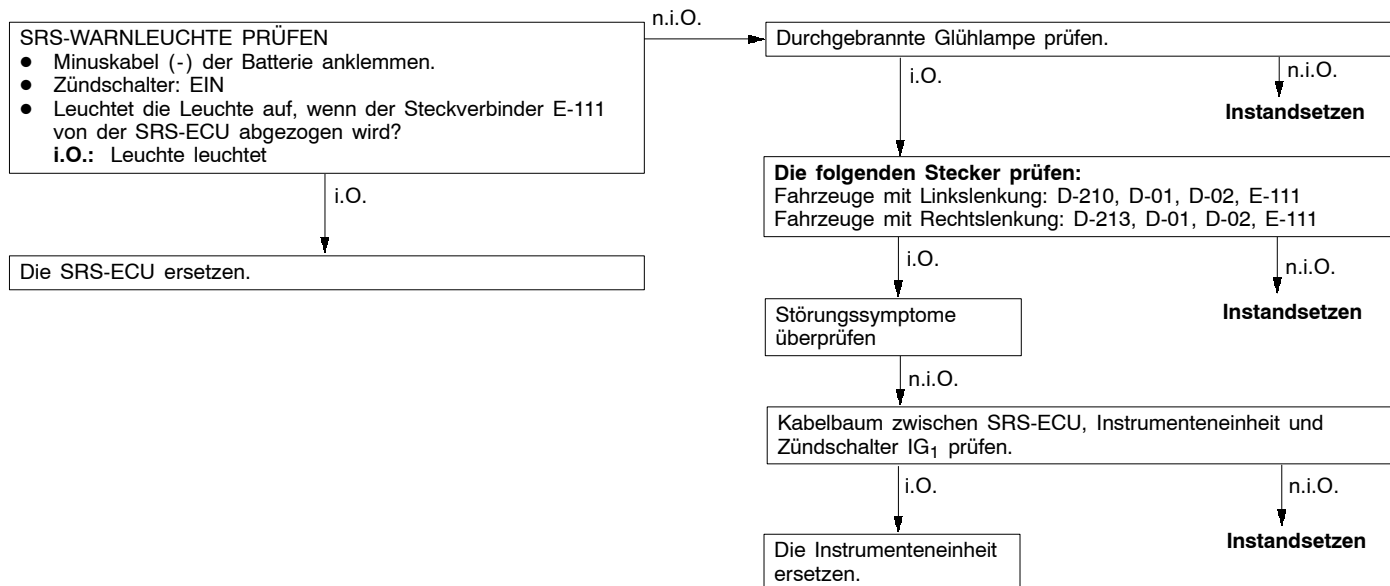 n.i.O.
SRS-WARNLEUCHTE PRÜFEN
● Minuskabel (-) der Batterie anklemmen.
● Zündschalter: EIN
● Leuchtet die Leuchte auf, wenn der Steckverbinder E-111
von der SRS-ECU abgezogen wird?
i.O.: Leuchte leuchtet
i.O.
Die SRS-ECU ersetzen.
Durchgebrannte Glühlampe prüfen.
i.O.
n.i.O.
Instandsetzen
Die folgenden Stecker prüfen:
Fahrzeuge mit Linkslenkung: D-210, D-01, D-02, E-111
Fahrzeuge mit Rechtslenkung: D-213, D-01, D-02, E-111
i.O.
n.i.O.
Instandsetzen
Störungssymptome
überprüfen
n.i.O.
Kabelbaum zwischen SRS-ECU, Instrumenteneinheit und
Zündschalter IG₁ prüfen.
i.O.
n.i.O.
Instandsetzen
Die Instrumenteneinheit
ersetzen.